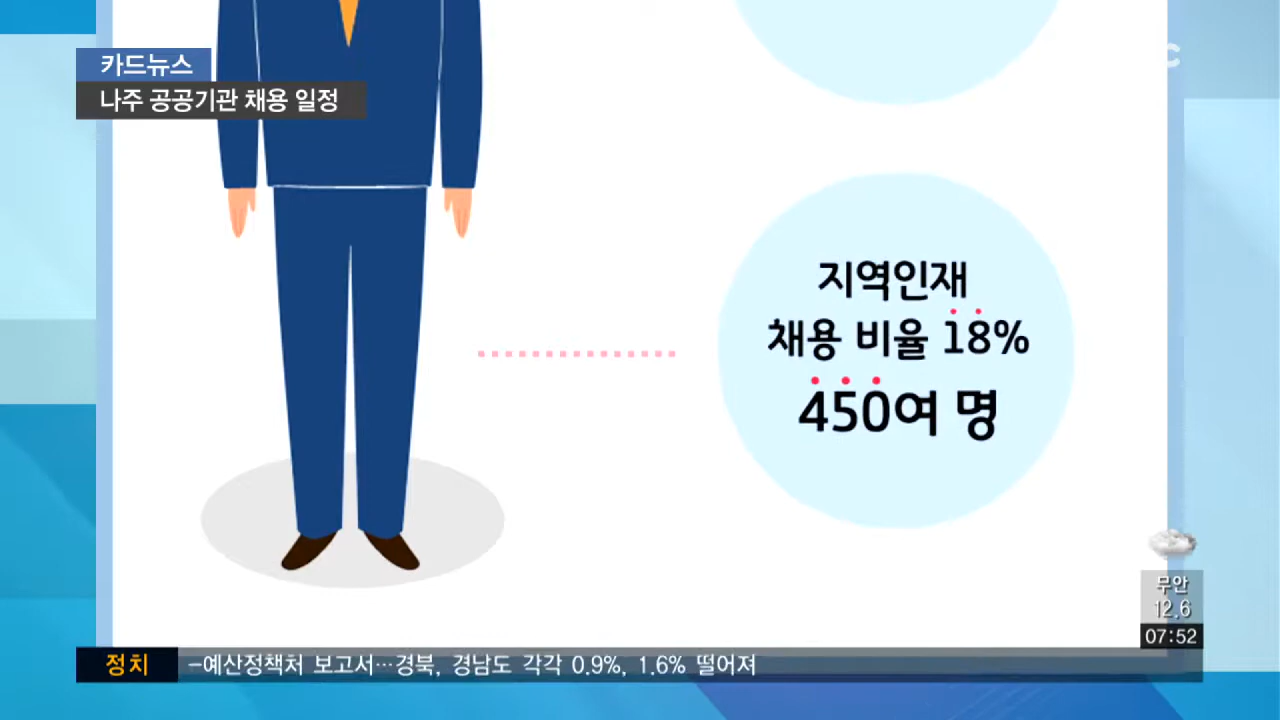 카드뉴스
나주 공공기관 채용 일정
지역인재
채용 비율 18%
450여 명
무안
12.6
07:52
정치
-예산정책처 보고서…경북, 경남도 각각 0.9%, 1.6% 떨어져